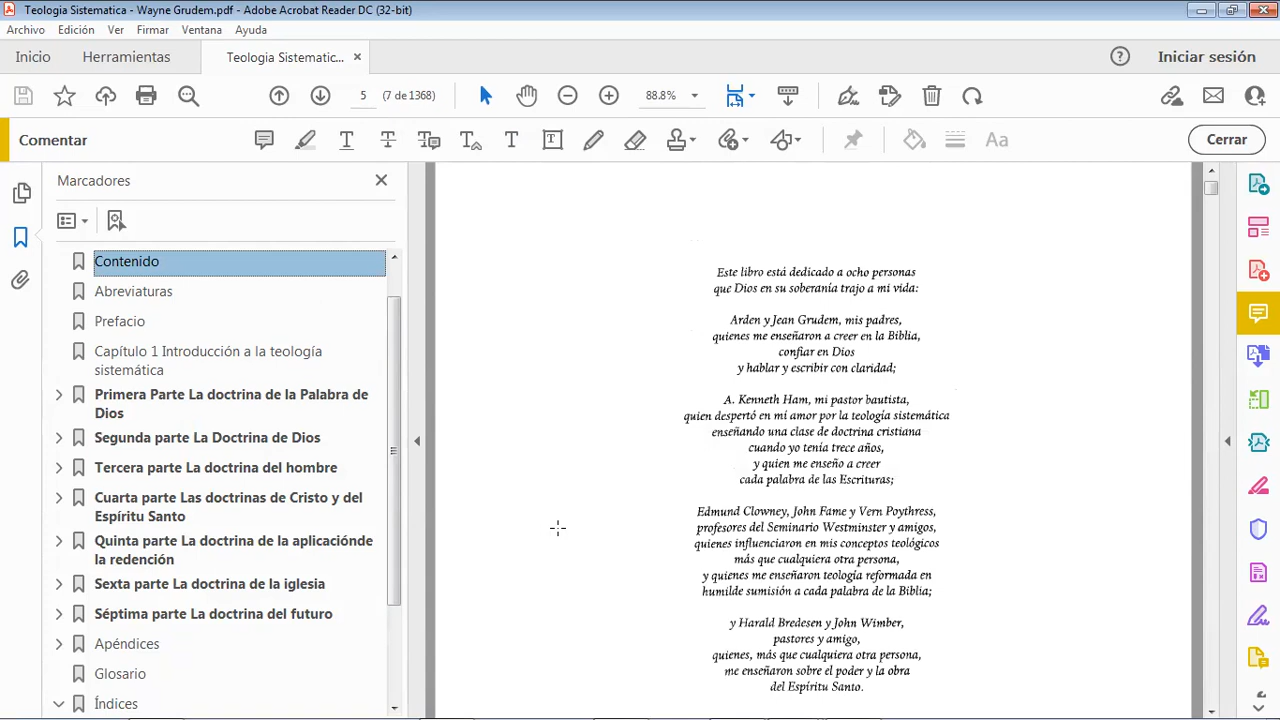 Teologia Sistematica - Wayne Grudem.pdf - Adobe Acrobat Reader DC (32-bit)
Archivo Edición Ver Firmar Ventana Ayuda
Inicio Herramientas Teologia Sistematic... × Iniciar sesión
5 (7 de 1368) 88.8%
Comentar Cerrar
Marcadores
Contenido
Abreviaturas
Prefacio
Capítulo 1 Introducción a la teología
sistemática
Primera Parte La doctrina de la Palabra de
Dios
Segunda parte La Doctrina de Dios
Tercera parte La doctrina del hombre
Cuarta parte Las doctrinas de Cristo y del
Espíritu Santo
Quinta parte La doctrina de la aplicaciónde
la redención
Sexta parte La doctrina de la iglesia
Séptima parte La doctrina del futuro
Apéndices
Glosario
Índices
Este libro está dedicado a ocho personas
que Dios en su soberanía trajo a mi vida:
Arden y Jean Grudem, mis padres,
quienes me enseñaron a creer en la Biblia,
confiar en Dios
y hablar y escribir con claridad;
A. Kenneth Ham, mi pastor bautista,
quien despertó en mí amor por la teología sistemática
enseñando una clase de doctrina cristiana
cuando yo tenía trece años,
y quien me enseño a creer
cada palabra de las Escrituras;
Edmund Clowney, John Fame y Vern Poythress,
profesores del Seminario Westminster y amigos,
quienes influenciaron en mis conceptos teológicos
más que cualquiera otra persona,
y quienes me enseñaron teología reformada en
humilde sumisión a cada palabra de la Biblia;
y Harald Bredesen y John Wimber,
pastores y amigo,
quienes, más que cualquiera otra persona,
me enseñaron sobre el poder y la obra
del Espíritu Santo.